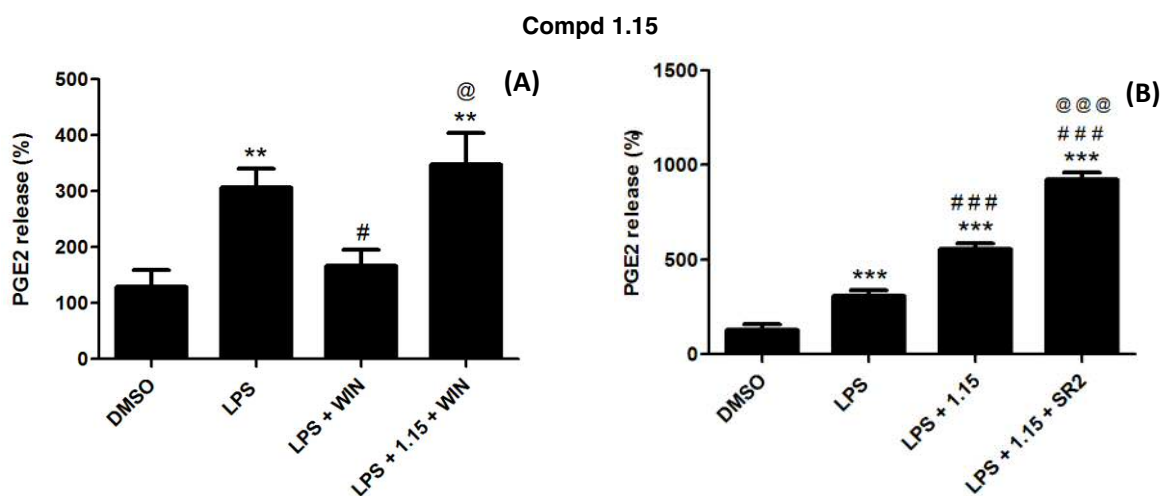 Compd 1.15
(A)
PGE2 release (%)
500
400
300
200
100
0
**
#
@
**
DMSO
LPS
LPS + WIN
LPS + 1.15 + WIN
(B)
PGE2 release (%)
1500
1000
500
0
***
###
***
@@@
###
***
DMSO
LPS
LPS + 1.15
LPS + 1.15 + SR2